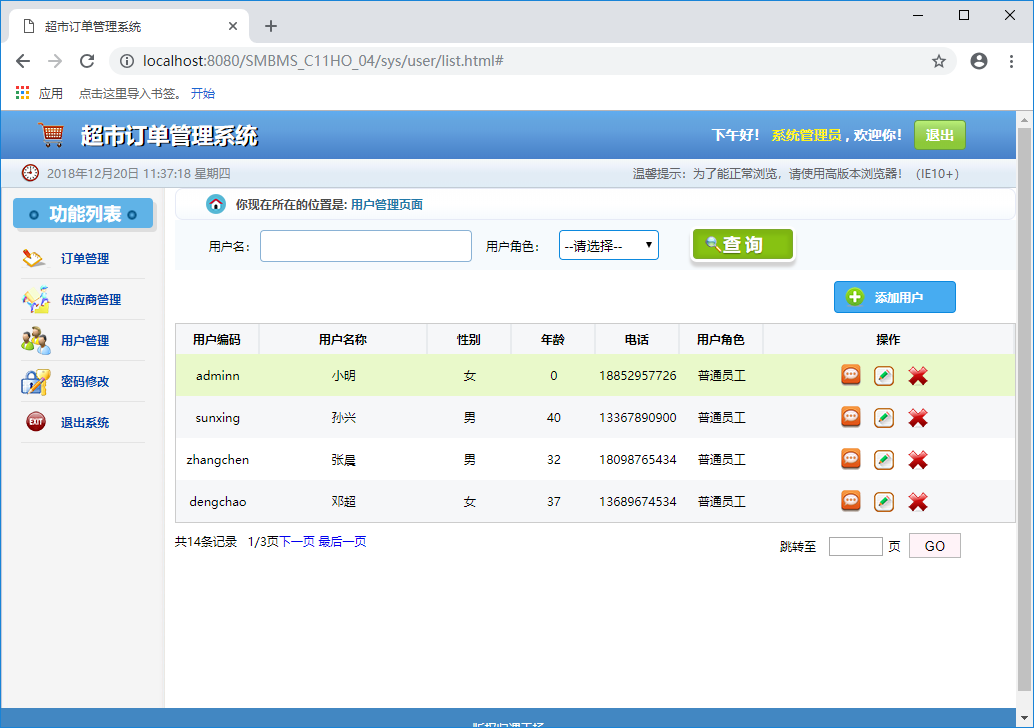 超市订单管理系统
localhost:8080/SMBMS_C11HO_04/sys/user/list.html#
应用 点击这里导入书签。 开始
超市订单管理系统 下午好！ 系统管理员 , 欢迎你！ 退出
2018年12月20日 11:37:18 星期四 温馨提示：为了能正常浏览，请使用高版本浏览器！（IE10+）
功能列表
订单管理
供应商管理
用户管理
密码修改
EXIT 退出系统
你现在所在的位置是: 用户管理页面
用户名： 用户角色： --请选择-- 查 询
添加用户
用户编码 用户名称 性别 年龄 电话 用户角色 操作
adminn 小明 女 0 18852957726 普通员工
sunxing 孙兴 男 40 13367890900 普通员工
zhangchen 张晨 男 32 18098765434 普通员工
dengchao 邓超 女 37 13689674534 普通员工
共14条记录 1/3页下一页 最后一页 跳转至 页 GO